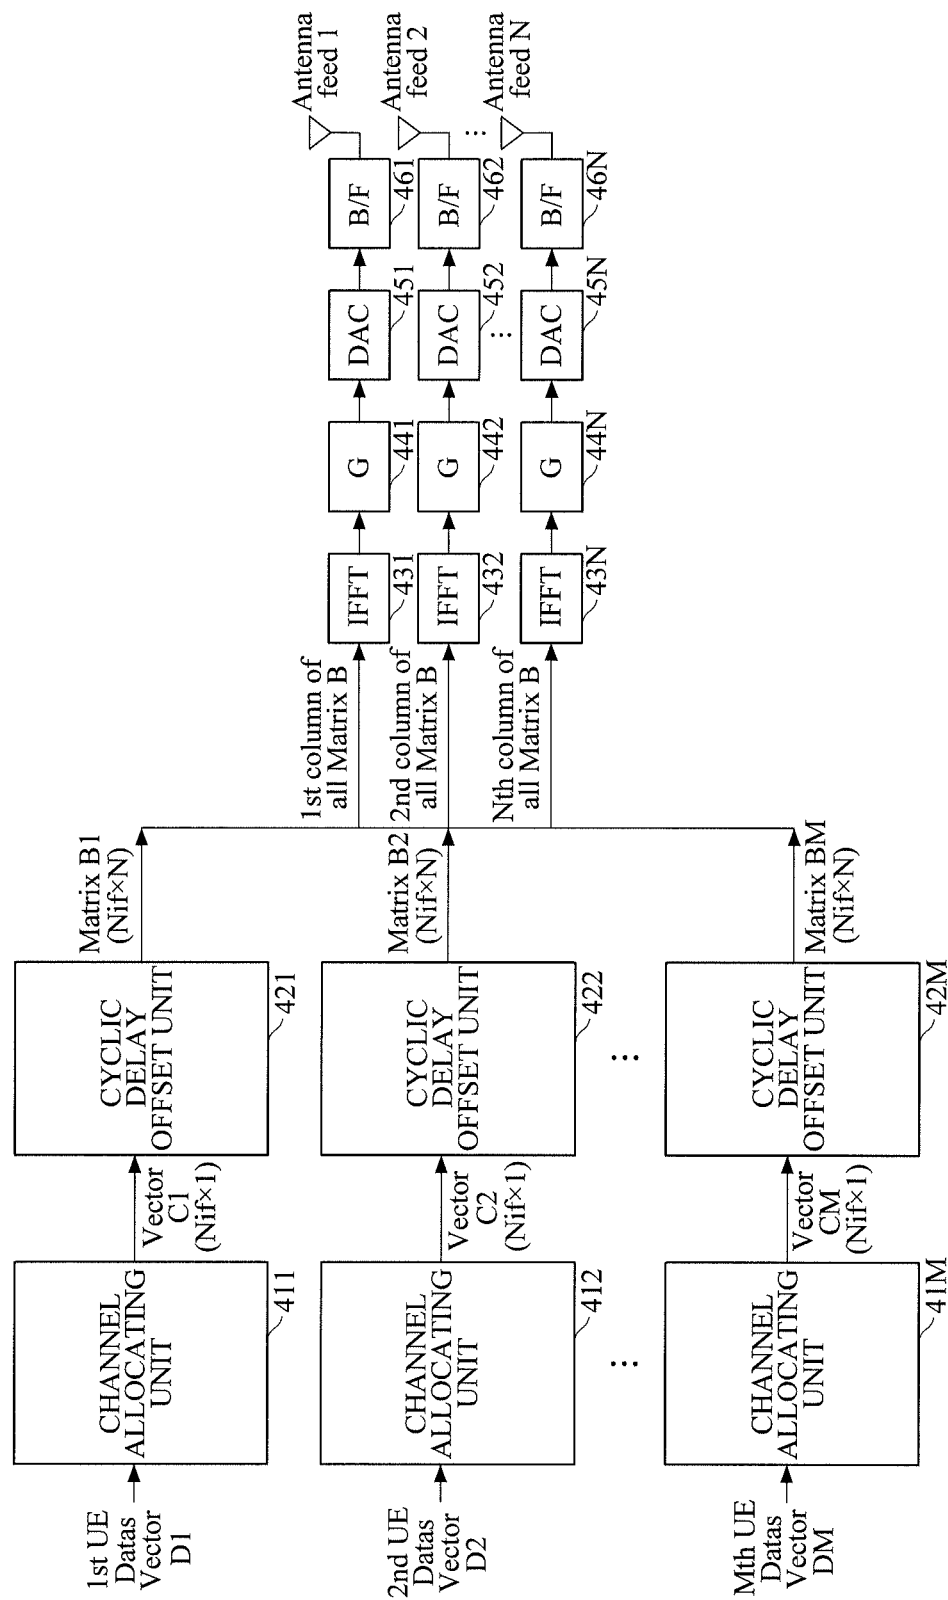 1st UE
Datas
Vector
D1
CHANNEL
ALLOCATING
UNIT
411
Vector
C1
(Nif×1)
CYCLIC
DELAY
OFFSET UNIT
421
Matrix B1
(Nif×N)
2nd UE
Datas
Vector
D2
CHANNEL
ALLOCATING
UNIT
412
Vector
C2
(Nif×1)
CYCLIC
DELAY
OFFSET UNIT
422
Matrix B2
(Nif×N)
⋮
⋮
Mth UE
Datas
Vector
DM
CHANNEL
ALLOCATING
UNIT
41M
Vector
CM
(Nif×1)
CYCLIC
DELAY
OFFSET UNIT
42M
Matrix BM
(Nif×N)
1st column of
all Matrix B
IFFT
431
G
441
DAC
451
B/F
461
Antenna
feed 1
2nd column of
all Matrix B
IFFT
432
G
442
DAC
452
B/F
462
Antenna
feed 2
⋮
⋮
Nth column of
all Matrix B
IFFT
43N
G
44N
DAC
45N
B/F
46N
Antenna
feed N